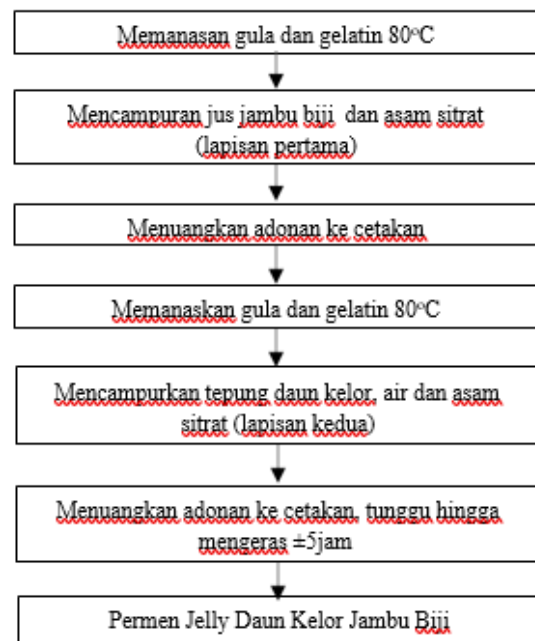 Memanasan gula dan gelatin 80°C
Mencampuran jus jambu biji dan asam sitrat
(lapisan pertama)
Menuangkan adonan ke cetakan
Memanaskan gula dan gelatin 80°C
Mencampurkan tepung daun kelor, air dan asam
sitrat (lapisan kedua)
Menuangkan adonan ke cetakan, tunggu hingga
mengeras ±5jam
Permen Jelly Daun Kelor Jambu Biji